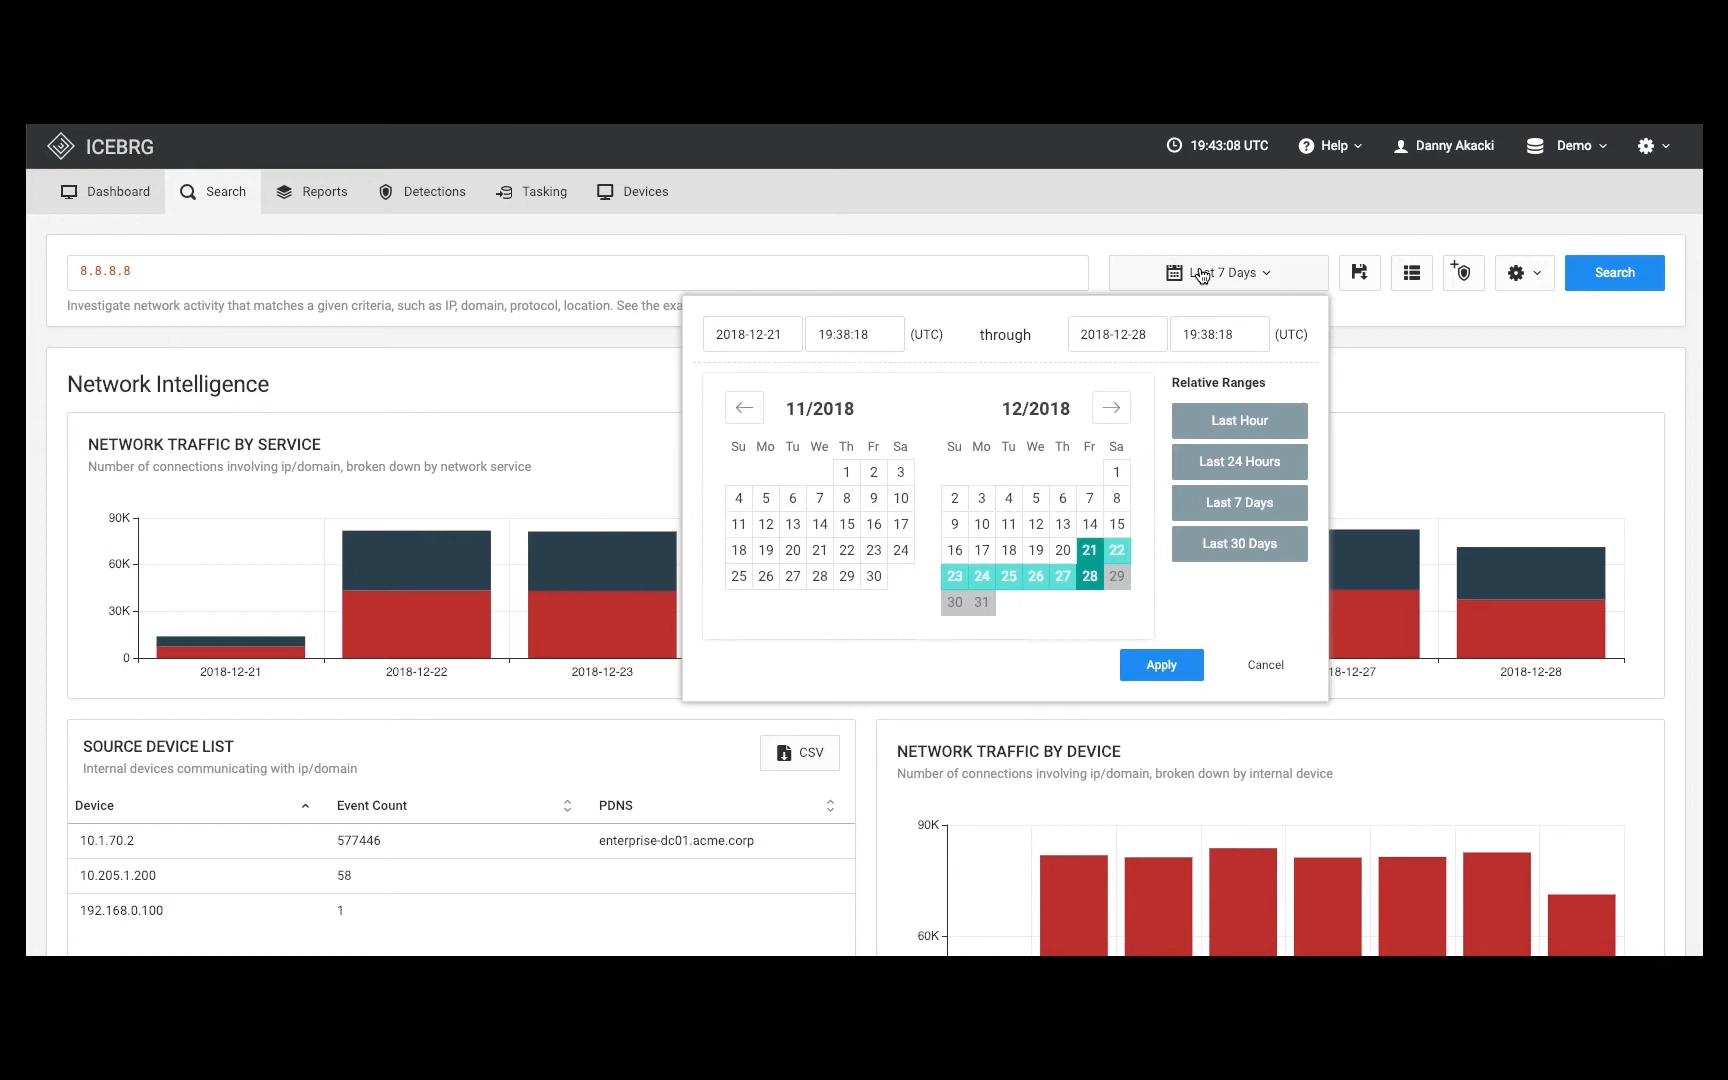 ICEBRG
19:43:08 UTC
Help
Danny Akacki
Demo
Dashboard
Search
Reports
Detections
Tasking
Devices
8.8.8.8
7 Days
Search
Investigate network activity that matches a given criteria, such as IP, domain, protocol, location. See the
2018-12-21
19:38:18
(UTC)
through
2018-12-28
19:38:18
(UTC)
11/2018
Su Mo Tu We Th Fr Sa
1 2 3
4 5 6 7 8 9 10
11 12 13 14 15 16 17
18 19 20 21 22 23 24
25 26 27 28 29 30
12/2018
Su Mo Tu We Th Fr Sa
1
2 3 4 5 6 7 8
9 10 11 12 13 14 15
16 17 18 19 20 21 22
23 24 25 26 27 28 29
30 31
Relative Ranges
Last Hour
Last 24 Hours
Last 7 Days
Last 30 Days
Apply
Cancel
Network Intelligence
NETWORK TRAFFIC BY SERVICE
Number of connections involving ip/domain, broken down by network service
90K
60K
30K
0
2018-12-21
2018-12-22
2018-12-23
18-12-27
2018-12-28
SOURCE DEVICE LIST
Internal devices communicating with ip/domain
CSV
Device Event Count PDNS
10.1.70.2 577446 enterprise-dc01.acme.corp
10.205.1.200 58
192.168.0.100 1
NETWORK TRAFFIC BY DEVICE
Number of connections involving ip/domain, broken down by internal device
90K
60K